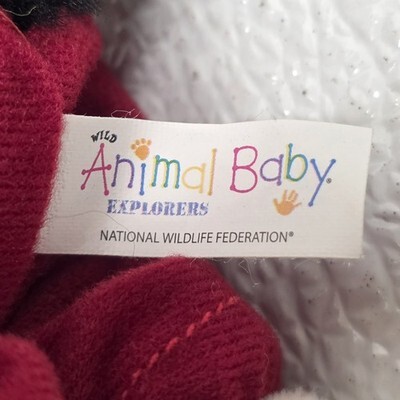 WILD
Animal Baby
EXPLORERS
NATIONAL WILDLIFE FEDERATION®